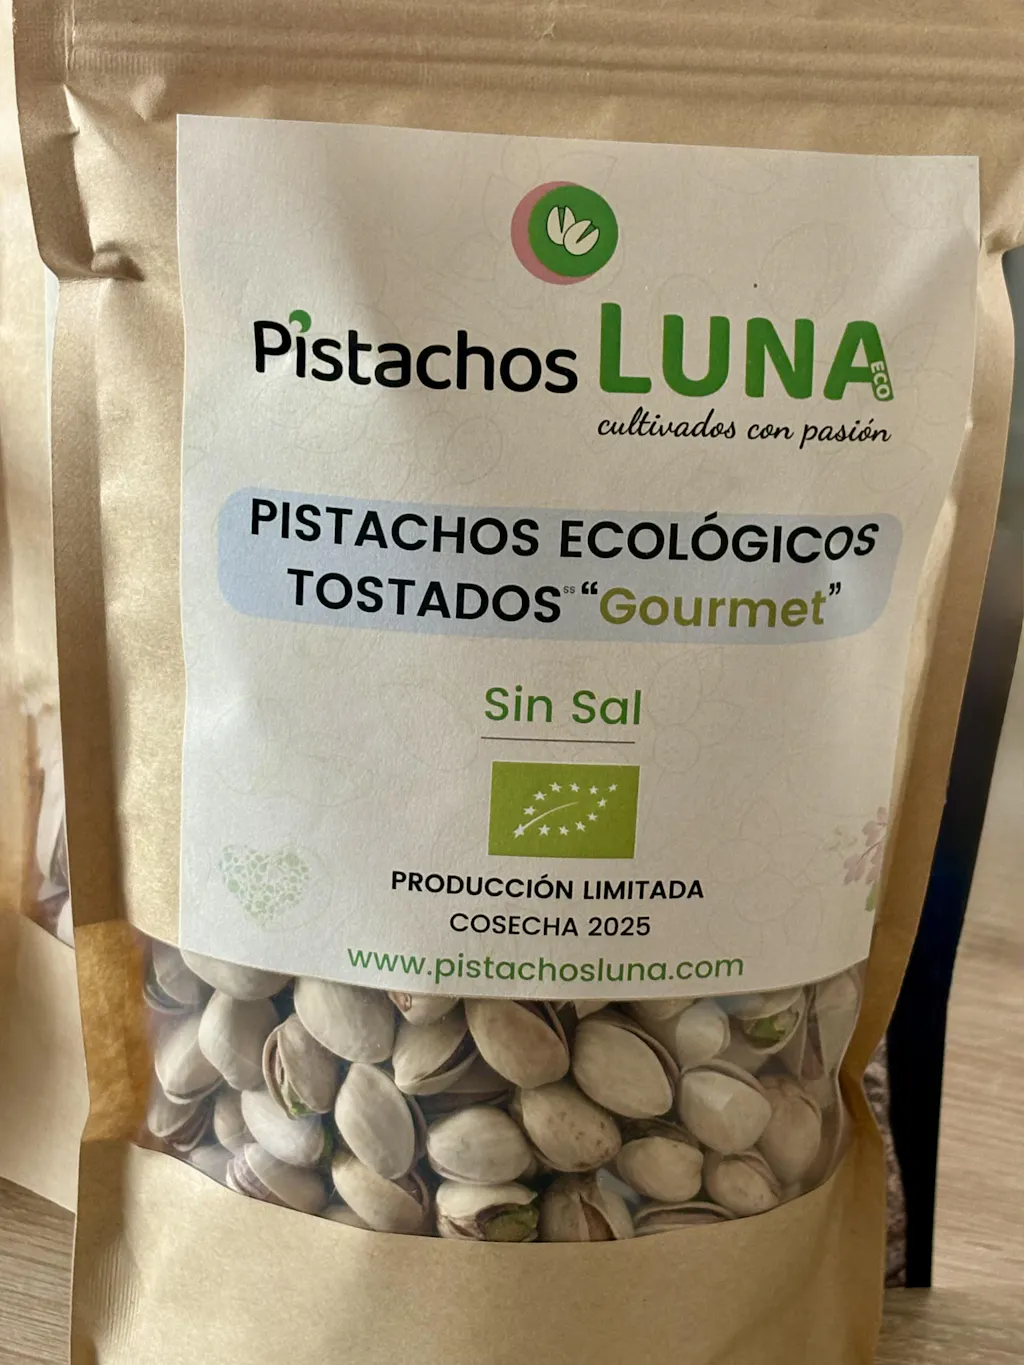 Pistachos LUNA ECO
cultivados con pasión
PISTACHOS ECOLÓGICOS
TOSTADOS ss "Gourmet"
Sin Sal
PRODUCCIÓN LIMITADA
COSECHA 2025
www.pistachosluna.com